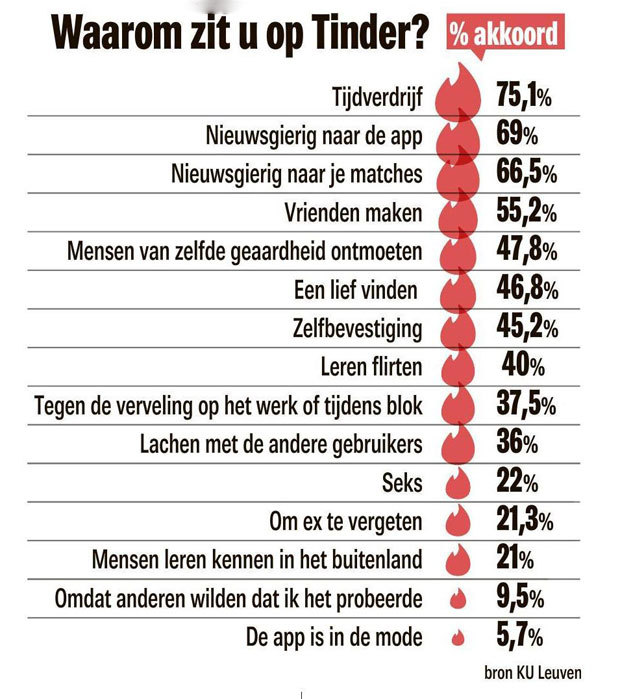 Waarom zit u op Tinder? % akkoord
Tijdverdrijf 75,1%
Nieuwsgierig naar de app 69%
Nieuwsgierig naar je matches 66,5%
Vrienden maken 55,2%
Mensen van zelfde geaardheid ontmoeten 47,8%
Een lief vinden 46,8%
Zelfbevestiging 45,2%
Leren flirten 40%
Tegen de verveling op het werk of tijdens blok 37,5%
Lachen met de andere gebruikers 36%
Seks 22%
Om ex te vergeten 21,3%
Mensen leren kennen in het buitenland 21%
Omdat anderen wilden dat ik het probeerde 9,5%
De app is in de mode 5,7%
bron KU Leuven